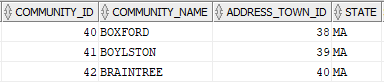 COMMUNITY_ID COMMUNITY_NAME ADDRESS_TOWN_ID STATE
40 BOXFORD 38 MA
41 BOYLSTON 39 MA
42 BRAINTREE 40 MA